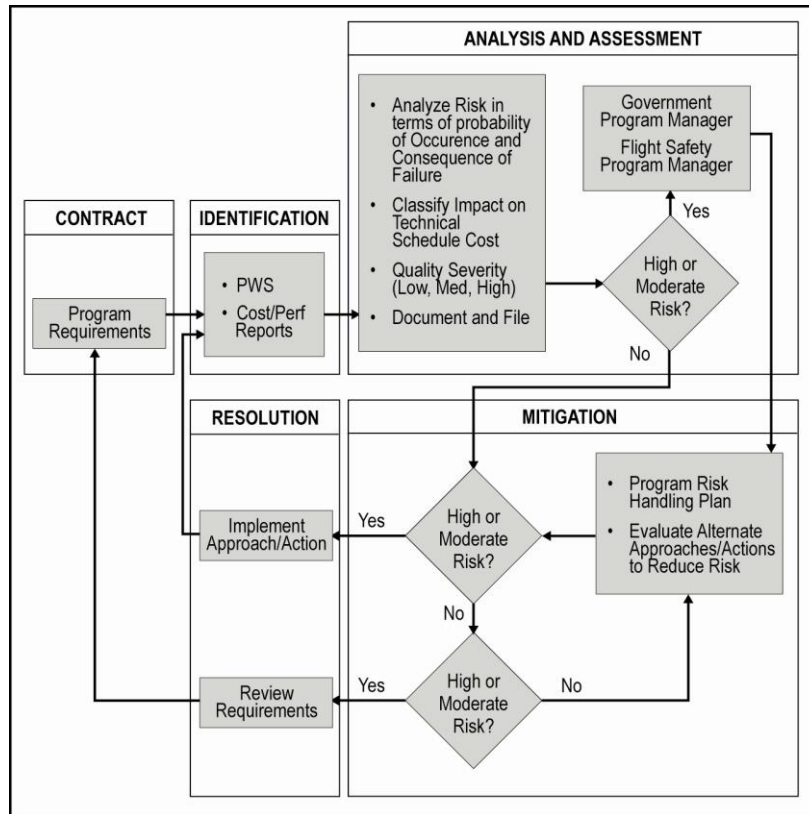 ANALYSIS AND ASSESSMENT
• Analyze Risk in
terms of probability
of Occurence and
Consequence of
Failure
• Classify Impact on
Technical
Schedule Cost
• Quality Severity
(Low, Med, High)
• Document and File
Government
Program Manager
Flight Safety
Program Manager
Yes
High or
Moderate
Risk?
No
CONTRACT
Program
Requirements
IDENTIFICATION
• PWS
• Cost/Perf
Reports
RESOLUTION
Implement
Approach/Action
Review
Requirements
MITIGATION
High or
Moderate
Risk?
Yes
No
• Program Risk
Handling Plan
• Evaluate Alternate
Approaches/Actions
to Reduce Risk
High or
Moderate
Risk?
Yes
No